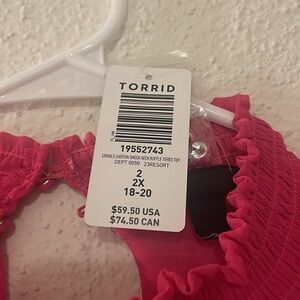 TORRID
19552743
CRINKLE CHIFFON SMOCK NECK RUFFLE TIERED TOP
DEPT 0050 23RESORT
2
2X
18-20
$59.50 USA
$74.50 CAN